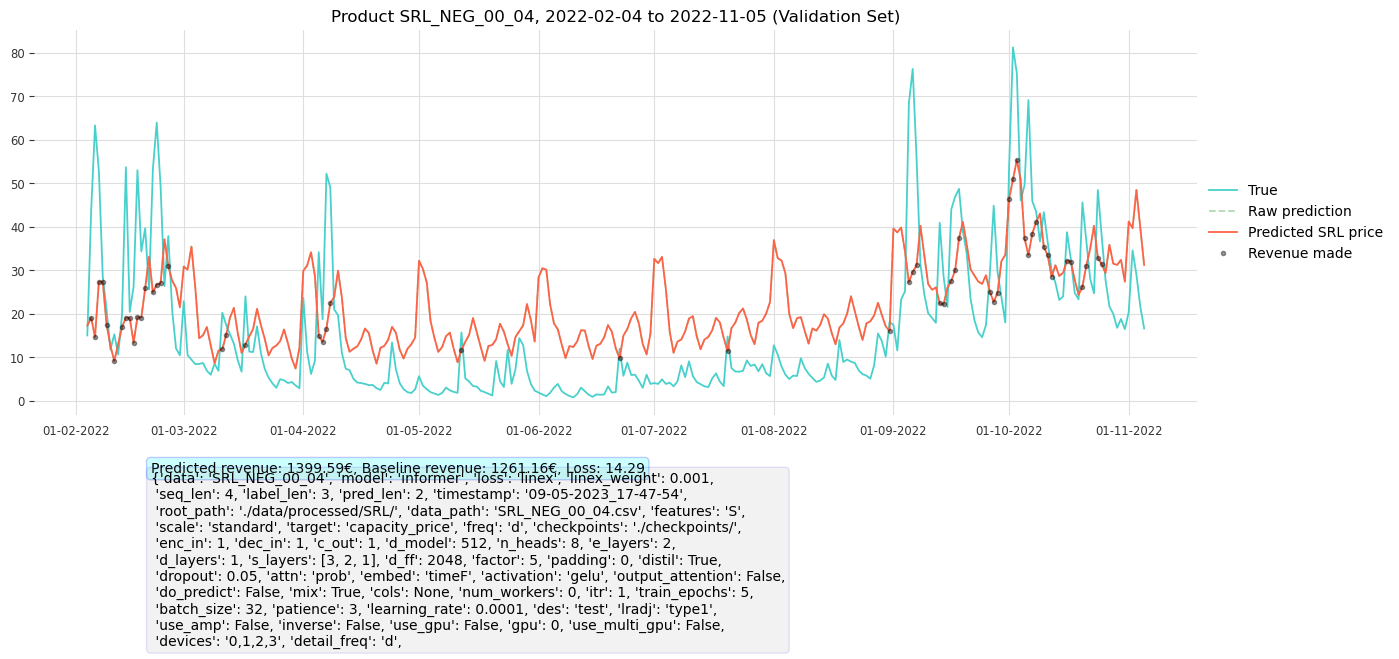 Product SRL_NEG_00_04, 2022-02-04 to 2022-11-05 (Validation Set)
80
70
60
50
40
30
20
10
0
01-02-2022 01-03-2022 01-04-2022 01-05-2022 01-06-2022 01-07-2022 01-08-2022 01-09-2022 01-10-2022 01-11-2022
True
Raw prediction
Predicted SRL price
Revenue made
Predicted revenue: 1399.59€, Baseline revenue: 1261.16€, Loss: 14.29
{'data': 'SRL_NEG_00_04', 'model': 'informer', 'loss': 'linex', 'linex_weight': 0.001,
'seq_len': 4, 'label_len': 3, 'pred_len': 2, 'timestamp': '09-05-2023_17-47-54',
'root_path': './data/processed/SRL/', 'data_path': 'SRL_NEG_00_04.csv', 'features': 'S',
'scale': 'standard', 'target': 'capacity_price', 'freq': 'd', 'checkpoints': './checkpoints/',
'enc_in': 1, 'dec_in': 1, 'c_out': 1, 'd_model': 512, 'n_heads': 8, 'e_layers': 2,
'd_layers': 1, 's_layers': [3, 2, 1], 'd_ff': 2048, 'factor': 5, 'padding': 0, 'distil': True,
'dropout': 0.05, 'attn': 'prob', 'embed': 'timeF', 'activation': 'gelu', 'output_attention': False,
'do_predict': False, 'mix': True, 'cols': None, 'num_workers': 0, 'itr': 1, 'train_epochs': 5,
'batch_size': 32, 'patience': 3, 'learning_rate': 0.0001, 'des': 'test', 'lradj': 'type1',
'use_amp': False, 'inverse': False, 'use_gpu': False, 'gpu': 0, 'use_multi_gpu': False,
'devices': '0,1,2,3', 'detail_freq': 'd',